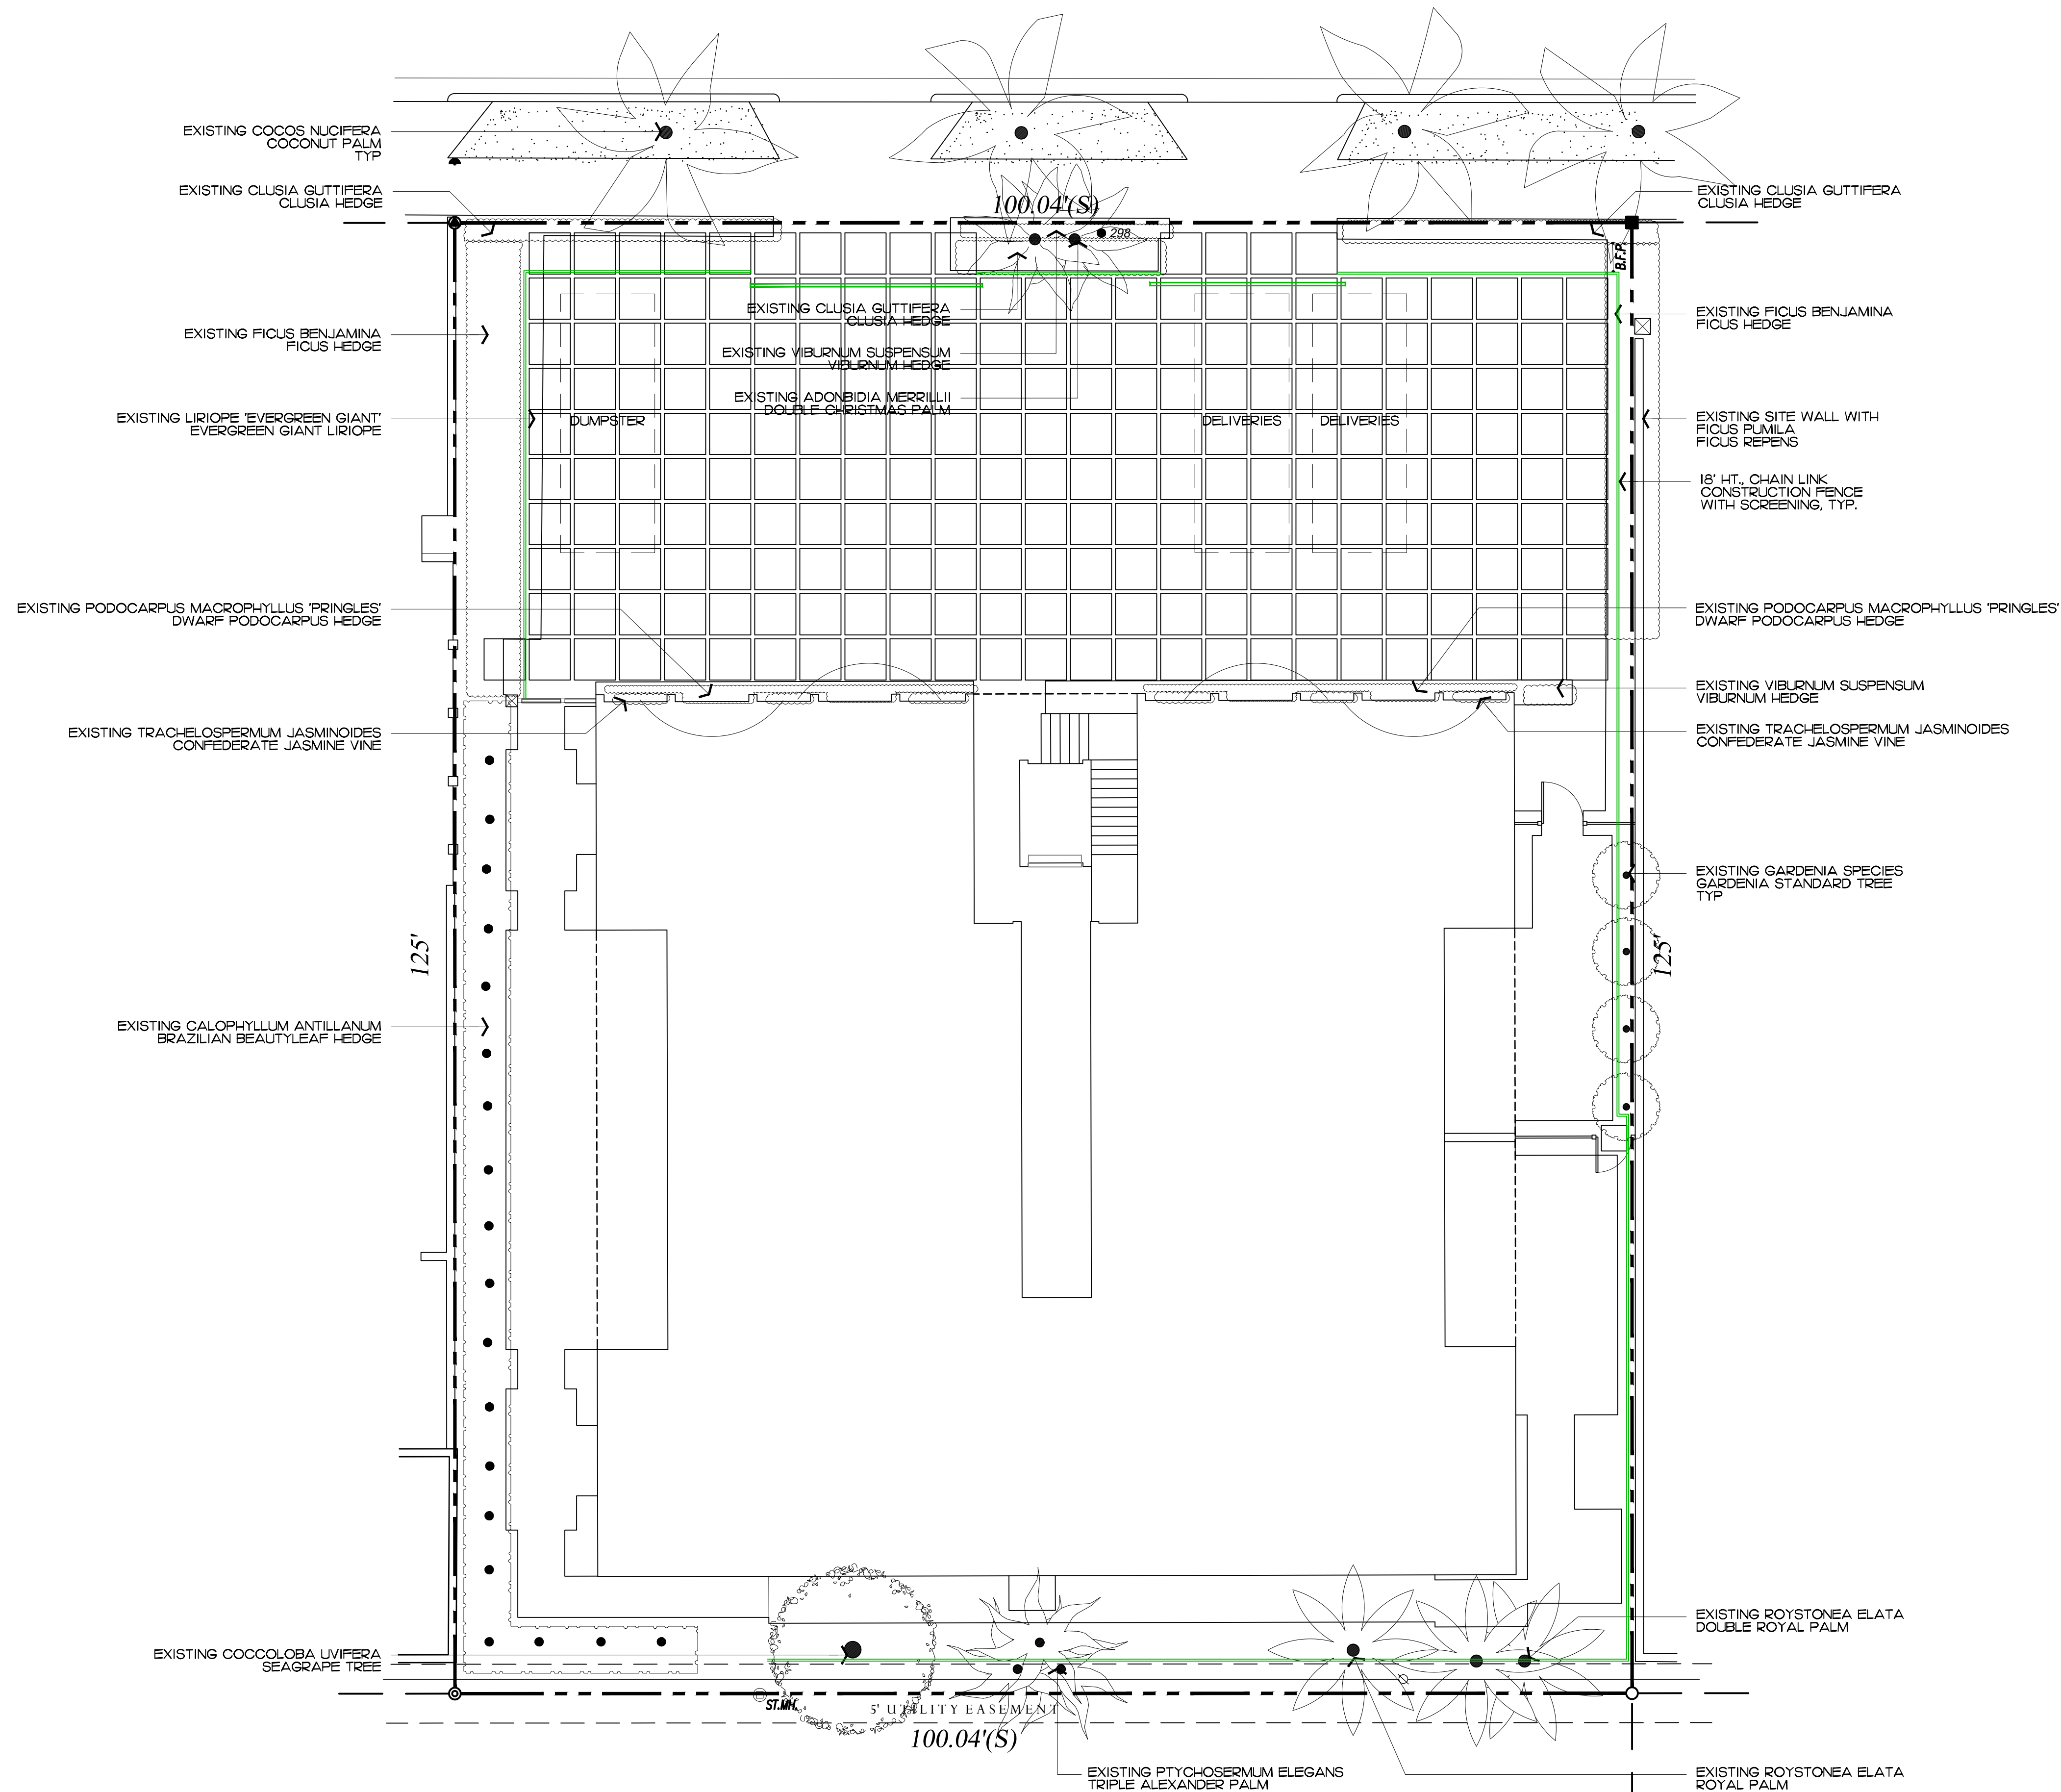 EXISTING COCOS NUCIFERA
COCONUT PALM
TYP
EXISTING CLUSIA GUTTIFERA
CLUSIA HEDGE
EXISTING CLUSIA GUTTIFERA
CLUSIA HEDGE
100.04'(S)
298
B.F.P.
EXISTING CLUSIA GUTTIFERA
CLUSIA HEDGE
EXISTING FICUS BENJAMINA
FICUS HEDGE
EXISTING FICUS BENJAMINA
FICUS HEDGE
EXISTING VIBURNUM SUSPENSUM
VIBURNUM HEDGE
EXISTING ADONBIDIA MERRILLII
DOUBLE CHRISTMAS PALM
EXISTING LIRIOPE 'EVERGREEN GIANT'
EVERGREEN GIANT LIRIOPE
DUMPSTER
DELIVERIES
DELIVERIES
EXISTING SITE WALL WITH
FICUS PUMILA
FICUS REPENS
18' HT., CHAIN LINK
CONSTRUCTION FENCE
WITH SCREENING, TYP.
EXISTING PODOCARPUS MACROPHYLLUS 'PRINGLES'
DWARF PODOCARPUS HEDGE
EXISTING PODOCARPUS MACROPHYLLUS 'PRINGLES'
DWARF PODOCARPUS HEDGE
EXISTING VIBURNUM SUSPENSUM
VIBURNUM HEDGE
EXISTING TRACHELOSPERMUM JASMINOIDES
CONFEDERATE JASMINE VINE
EXISTING TRACHELOSPERMUM JASMINOIDES
CONFEDERATE JASMINE VINE
EXISTING GARDENIA SPECIES
GARDENIA STANDARD TREE
TYP
125'
125'
EXISTING CALOPHYLLUM ANTILLANUM
BRAZILIAN BEAUTYLEAF HEDGE
EXISTING ROYSTONEA ELATA
DOUBLE ROYAL PALM
EXISTING COCCOLOBA UVIFERA
SEAGRAPE TREE
ST.MH.
5' UTILITY EASEMENT
100.04'(S)
EXISTING PTYCHOSERMUM ELEGANS
TRIPLE ALEXANDER PALM
EXISTING ROYSTONEA ELATA
ROYAL PALM